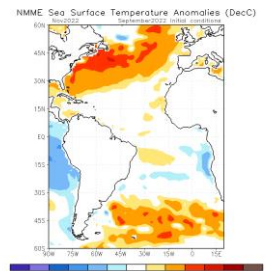 NMME Sea Surface Temperature Anomalies (DecC)
Nov2022 September2022 initial conditions
60N
45N
30N
15N
EQ
15S
30S
45S
60S
90W 75W 60W 45W 30W 15W 0 15E